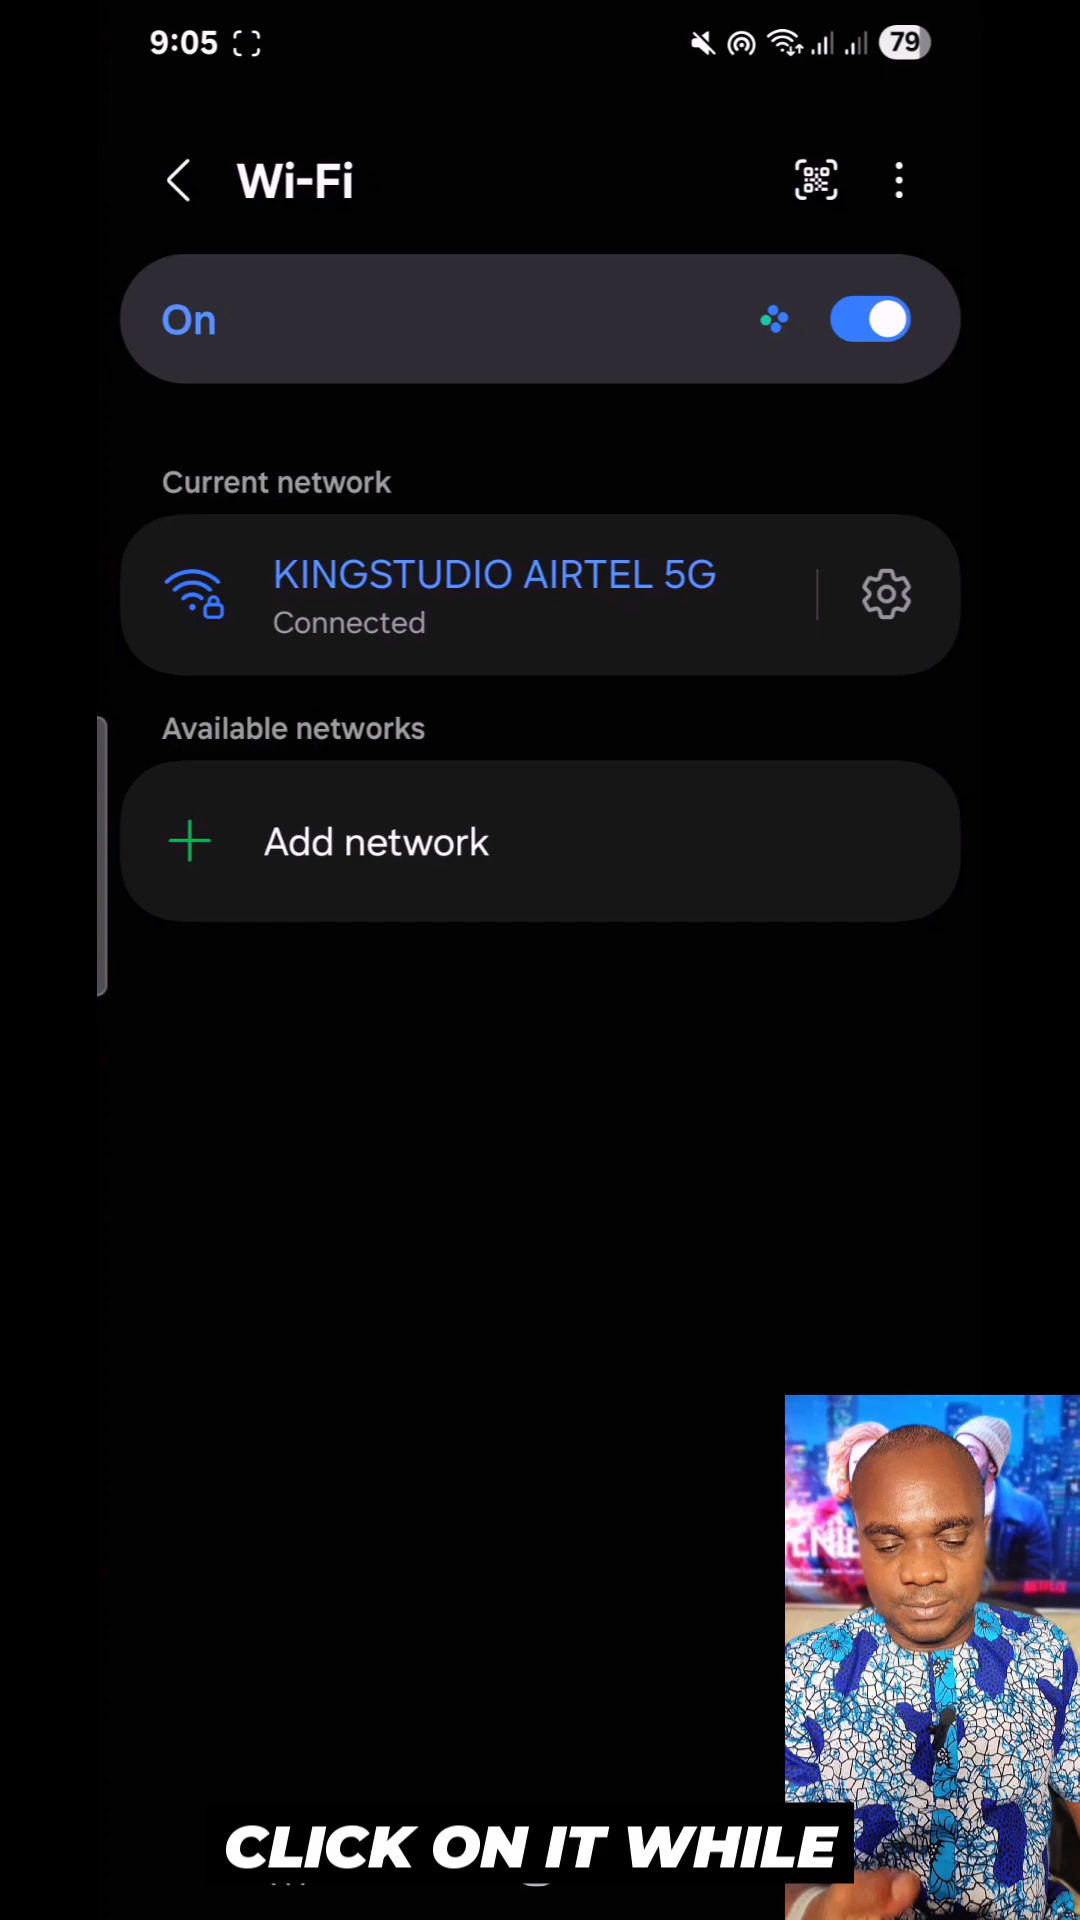 9:05
79
Wi-Fi
On
Current network
KINGSTUDIO AIRTEL 5G
Connected
Available networks
Add network
NETFLIX
CLICK ON IT WHILE